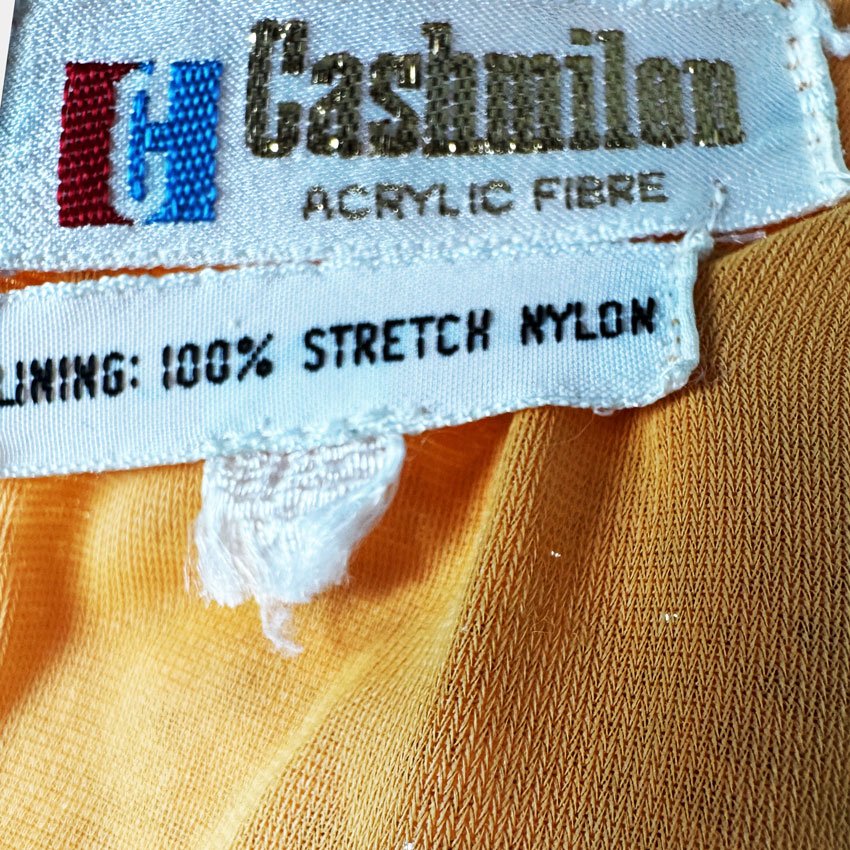 Cashmilon
ACRYLIC FIBRE
LINING: 100% STRETCH NYLON